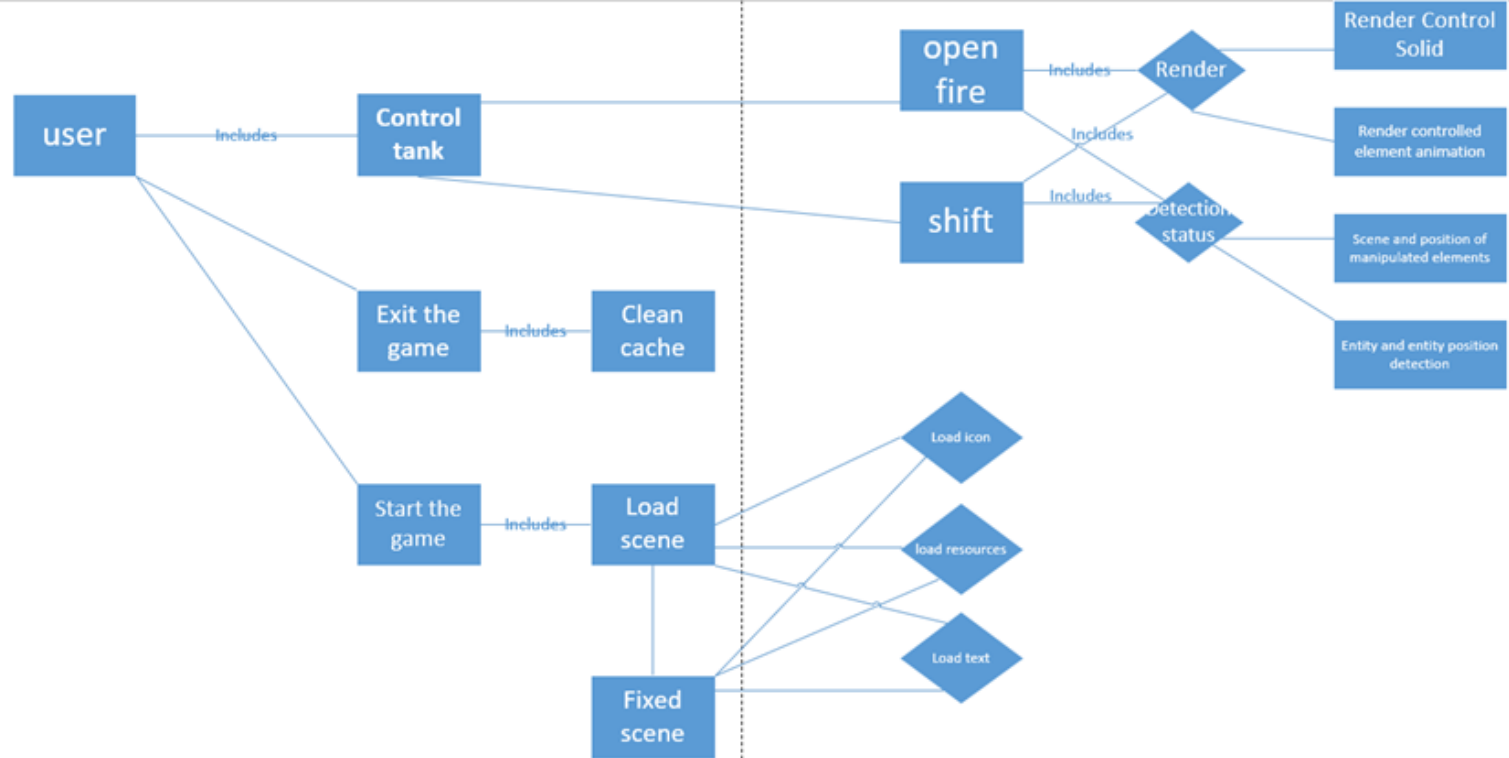 user
Includes
Control
tank
open
fire
Includes
Render
Render Control
Solid
Render controlled
element animation
Includes
shift
Includes
Detection
status
Scene and position of
manipulated elements
Entity and entity position
detection
Exit the
game
Includes
Clean
cache
Start the
game
Includes
Load
scene
Load icon
load resources
Load text
Fixed
scene